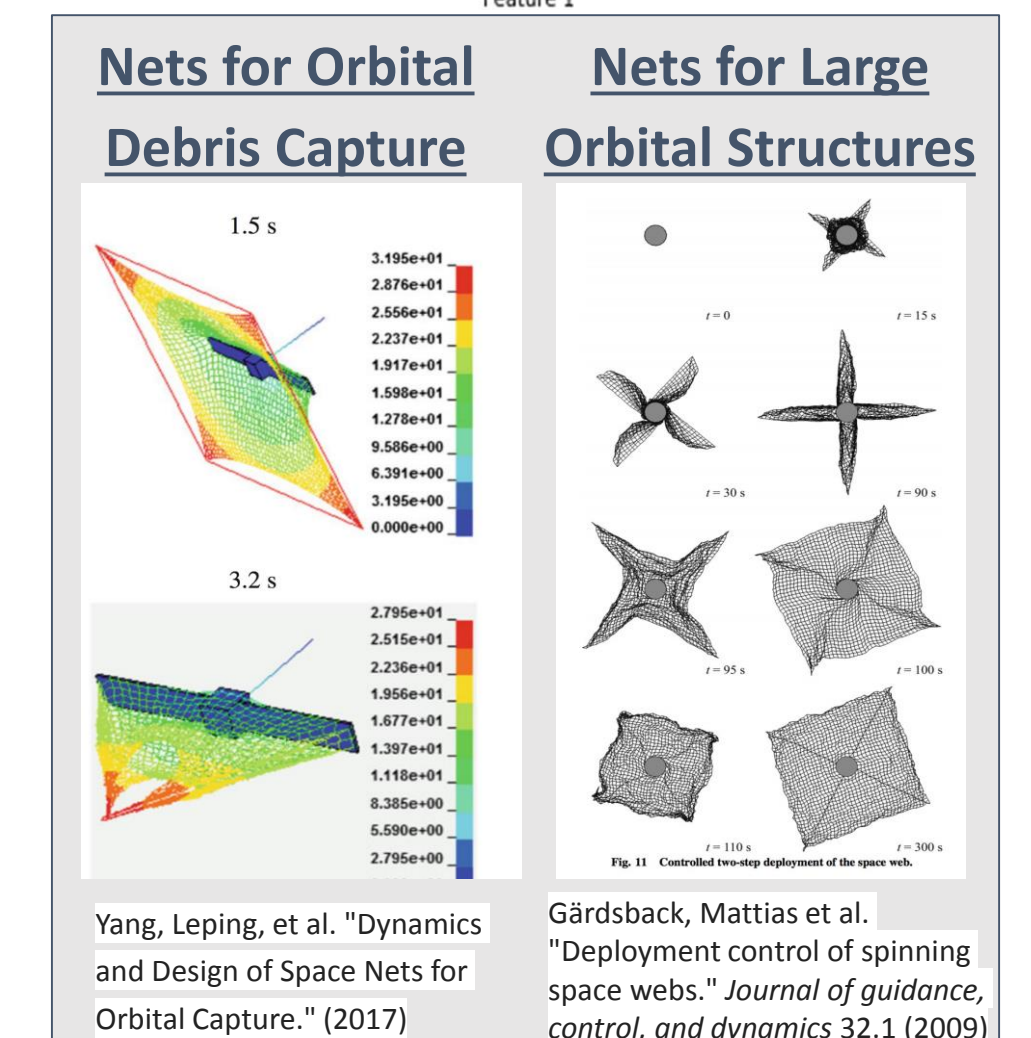 Feature 1
Nets for Orbital
Debris Capture
1.5 s
3.195e+01
2.876e+01
2.556e+01
2.237e+01
1.917e+01
1.598e+01
1.278e+01
9.586e+00
6.391e+00
3.195e+00
0.000e+00
3.2 s
2.795e+01
2.515e+01
2.236e+01
1.956e+01
1.677e+01
1.397e+01
1.118e+01
8.385e+00
5.590e+00
2.795e+00
Yang, Leping, et al. "Dynamics
and Design of Space Nets for
Orbital Capture." (2017)
Nets for Large
Orbital Structures
t = 0
t = 15 s
t = 30 s
t = 90 s
t = 95 s
t = 100 s
t = 110 s
t = 300 s
Fig. 11 Controlled two-step deployment of the space web.
Gärdsback, Mattias et al.
"Deployment control of spinning
space webs." Journal of guidance,
control, and dynamics 32.1 (2009)